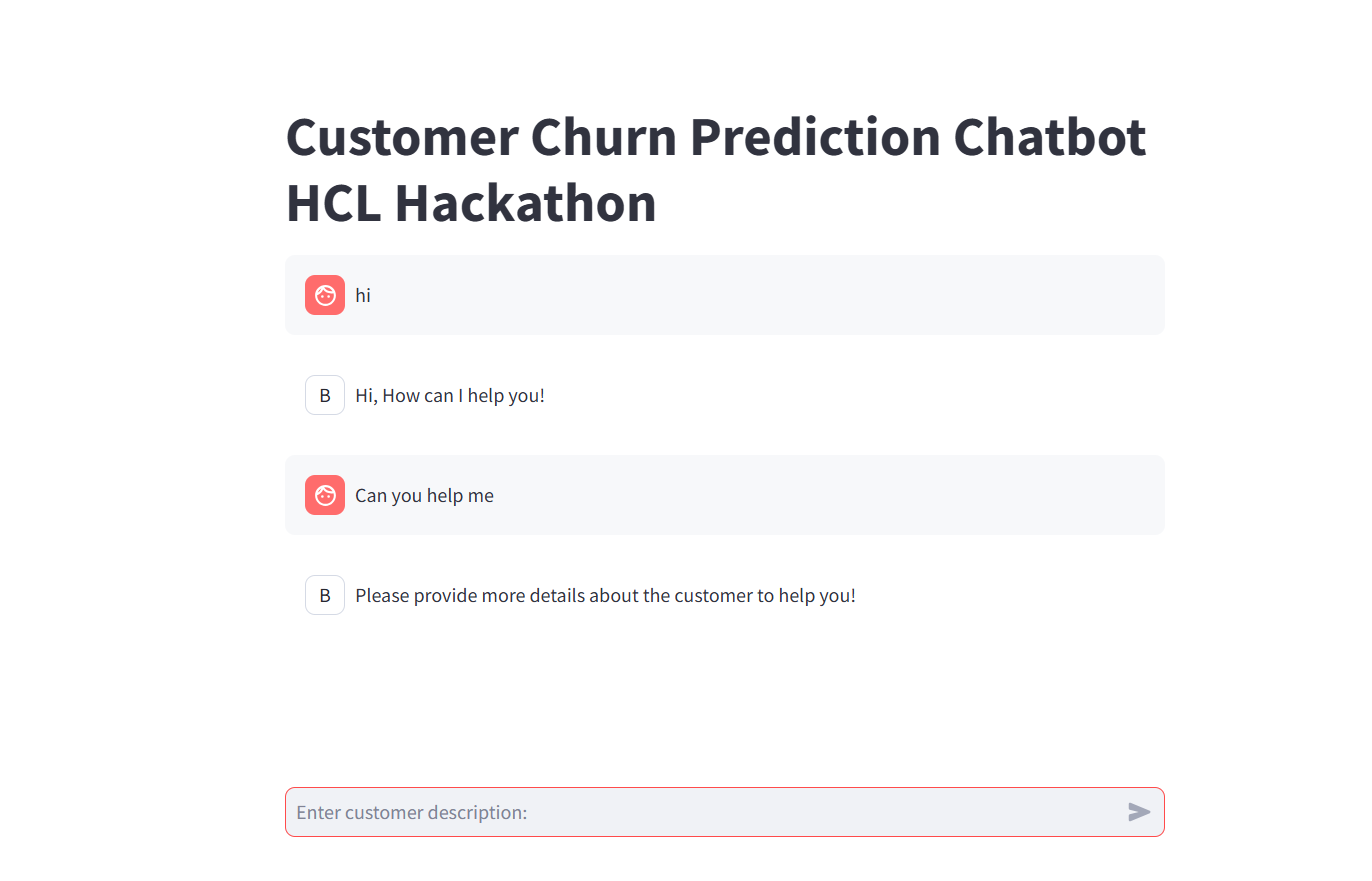 Customer Churn Prediction Chatbot
HCL Hackathon
hi
B
Hi, How can I help you!
Can you help me
B
Please provide more details about the customer to help you!
Enter customer description: